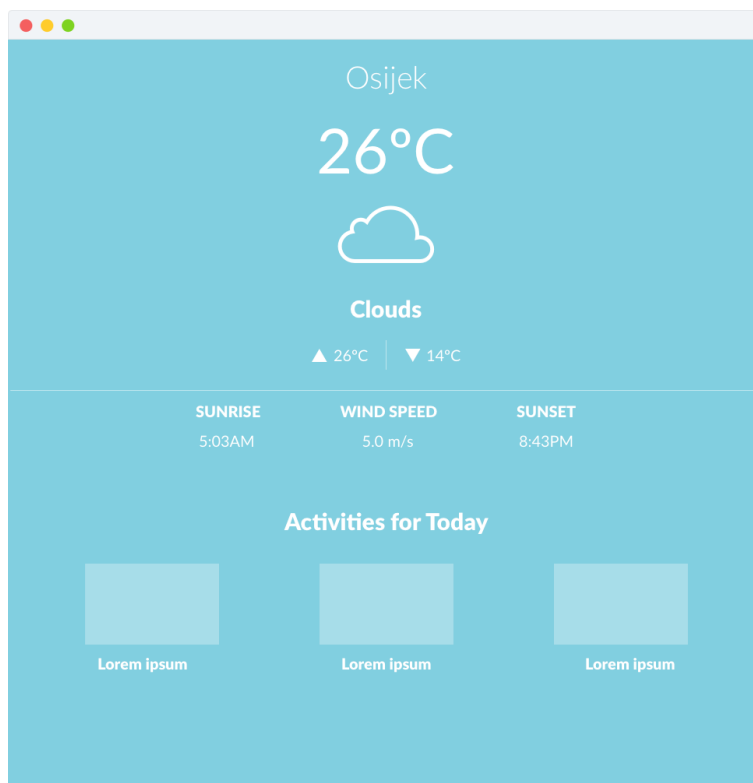 Osijek
26°C
Clouds
26°C 14°C
SUNRISE WIND SPEED SUNSET
5:03AM 5.0 m/s 8:43PM
Activities for Today
Lorem ipsum Lorem ipsum Lorem ipsum